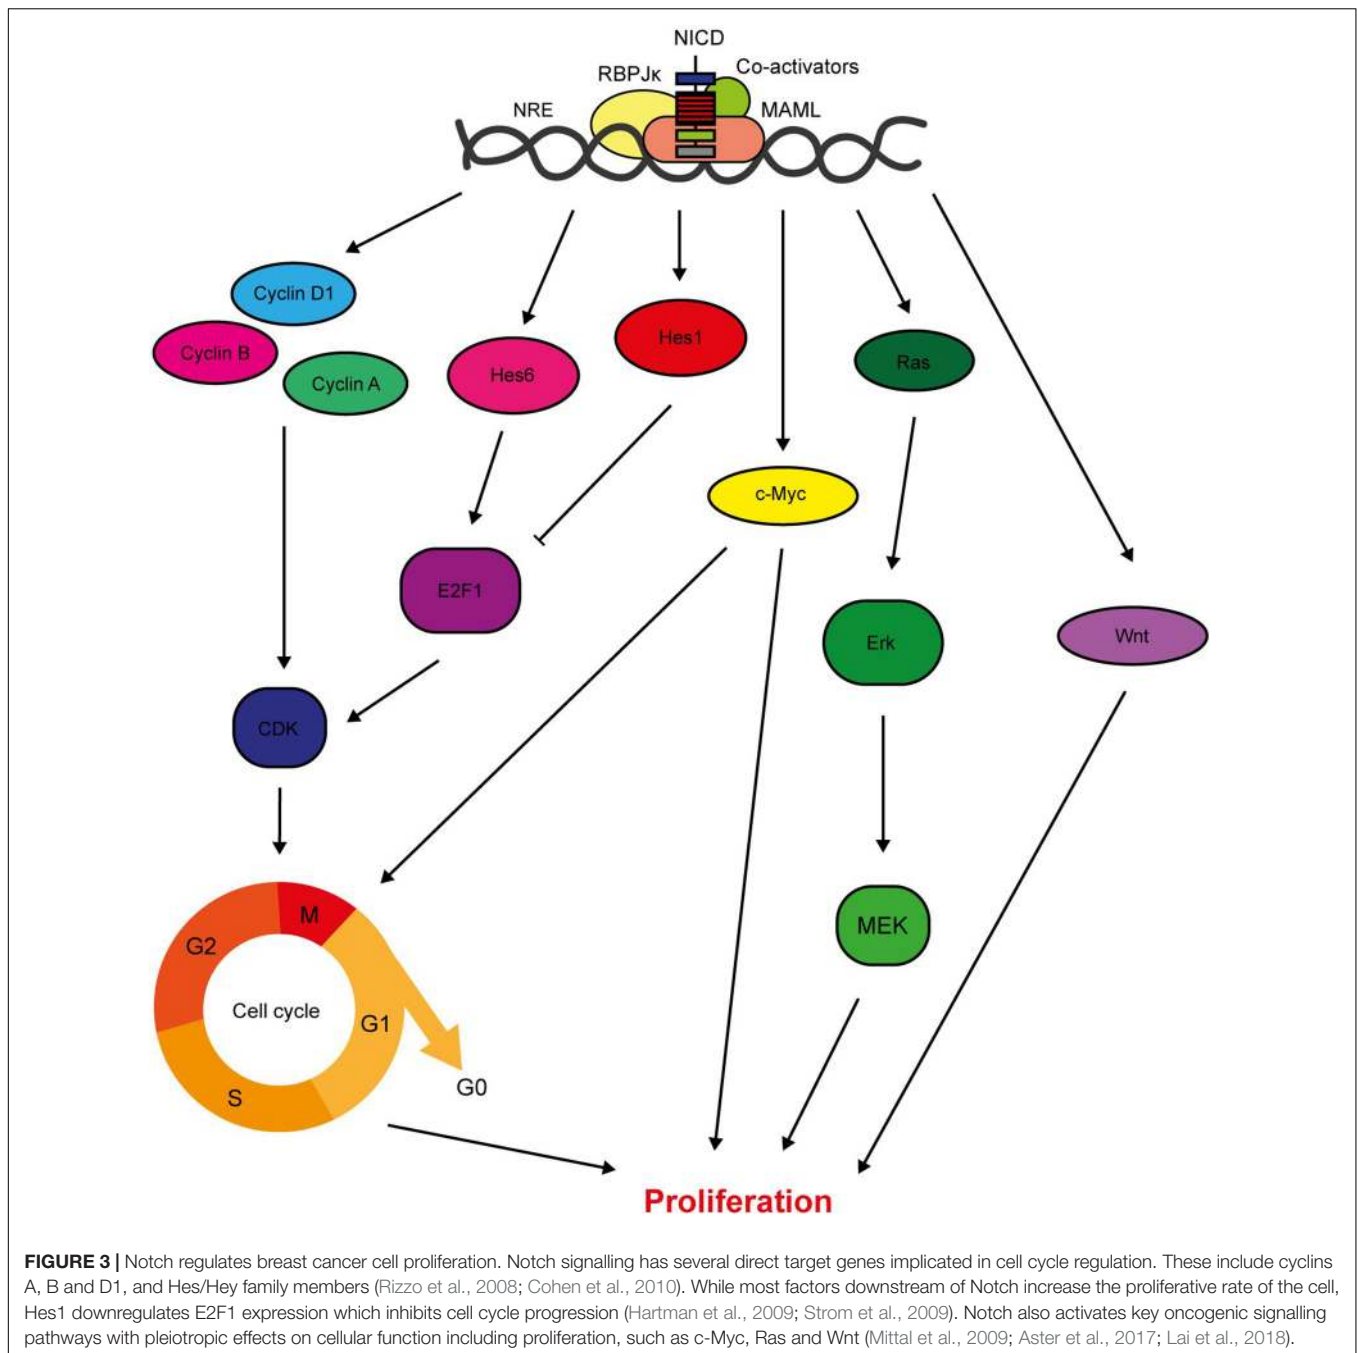 NICD
RBPJκ
Co-activators
NRE
MAML
Cyclin D1
Cyclin B
Cyclin A
Hes6
Hes1
Ras
c-Myc
E2F1
Erk
Wnt
CDK
MEK
M
G2
Cell cycle
G1
S
G0
Proliferation
FIGURE 3 | Notch regulates breast cancer cell proliferation. Notch signalling has several direct target genes implicated in cell cycle regulation. These include cyclins
A, B and D1, and Hes/Hey family members (Rizzo et al., 2008; Cohen et al., 2010). While most factors downstream of Notch increase the proliferative rate of the cell,
Hes1 downregulates E2F1 expression which inhibits cell cycle progression (Hartman et al., 2009; Strom et al., 2009). Notch also activates key oncogenic signalling
pathways with pleiotropic effects on cellular function including proliferation, such as c-Myc, Ras and Wnt (Mittal et al., 2009; Aster et al., 2017; Lai et al., 2018).